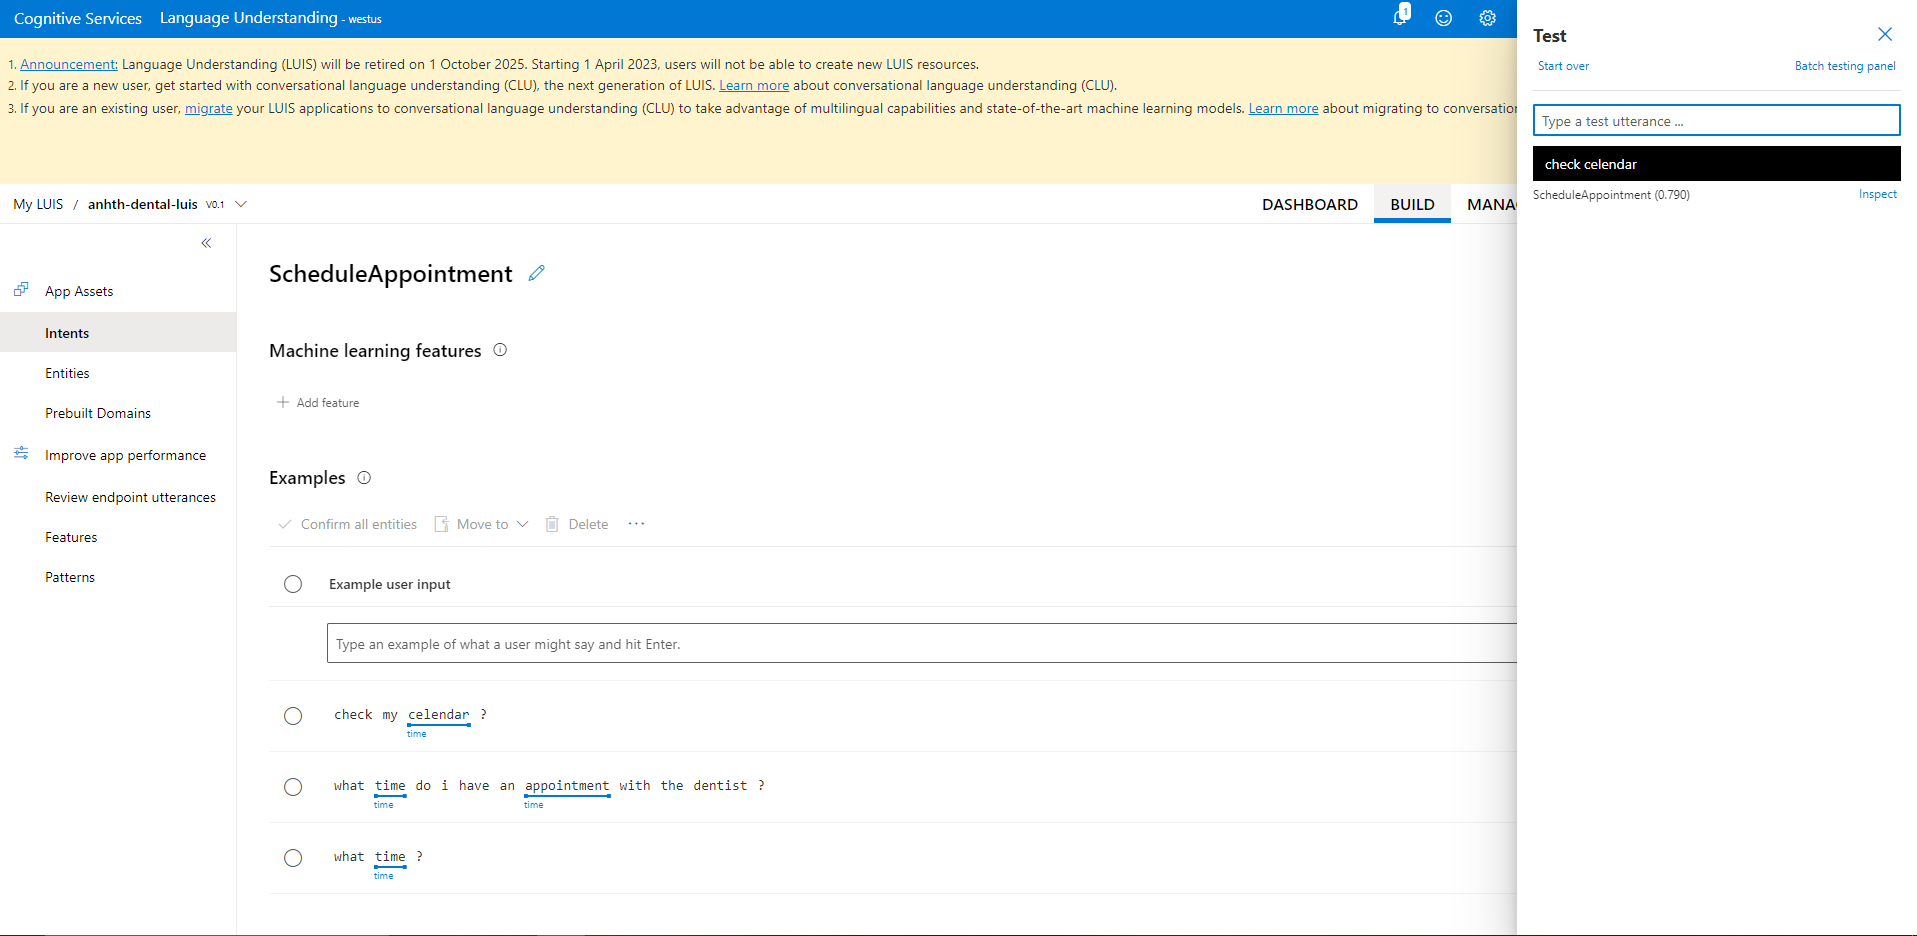 Cognitive Services Language Understanding - westus 1
1. Announcement: Language Understanding (LUIS) will be retired on 1 October 2025. Starting 1 April 2023, users will not be able to create new LUIS resources.
2. If you are a new user, get started with conversational language understanding (CLU), the next generation of LUIS. Learn more about conversational language understanding (CLU).
3. If you are an existing user, migrate your LUIS applications to conversational language understanding (CLU) to take advantage of multilingual capabilities and state-of-the-art machine learning models. Learn more about migrating to conversation
My LUIS / anhth-dental-luis V0.1
DASHBOARD BUILD MANAG
App Assets
Intents
Entities
Prebuilt Domains
Improve app performance
Review endpoint utterances
Features
Patterns
ScheduleAppointment
Machine learning features
Add feature
Examples
Confirm all entities Move to Delete ...
Example user input
Type an example of what a user might say and hit Enter.
check my celendar ?
time
what time do i have an appointment with the dentist ?
time time
what time ?
time
Test
Start over Batch testing panel
Type a test utterance ...
check celendar
ScheduleAppointment (0.790) Inspect